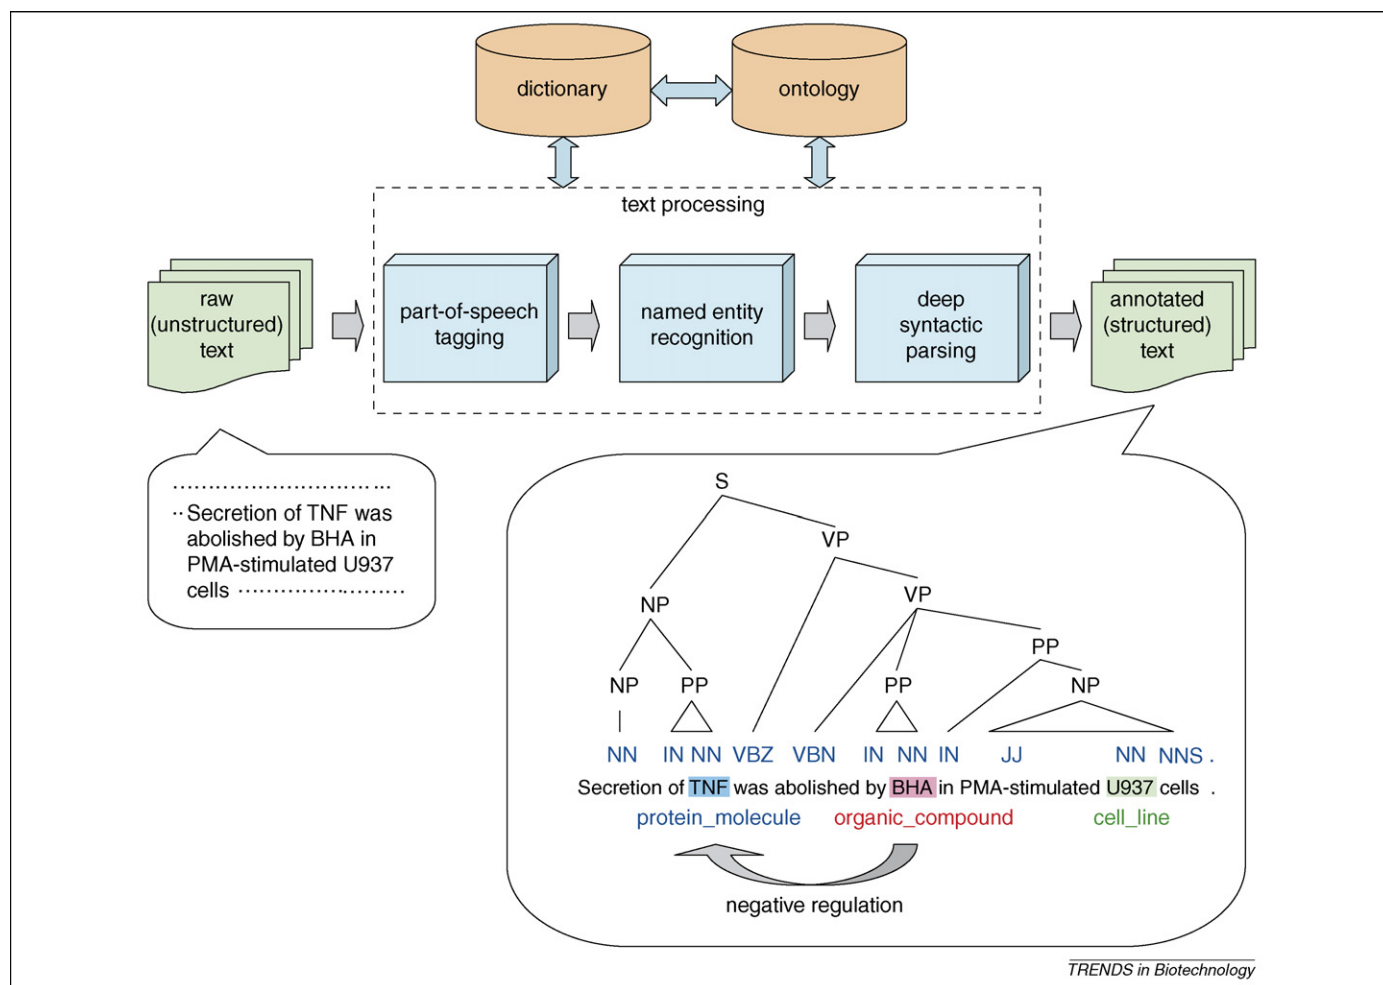 dictionary
ontology
text processing
raw
(unstructured)
text
part-of-speech
tagging
named entity
recognition
deep
syntactic
parsing
annotated
(structured)
text
Secretion of TNF was
abolished by BHA in
PMA-stimulated U937
cells
S
VP
NP
VP
PP
NP
PP
PP
NP
NN IN NN VBZ VBN IN NN IN JJ NN NNS .
Secretion of TNF was abolished by BHA in PMA-stimulated U937 cells .
protein_molecule organic_compound cell_line
negative regulation
TRENDS in Biotechnology